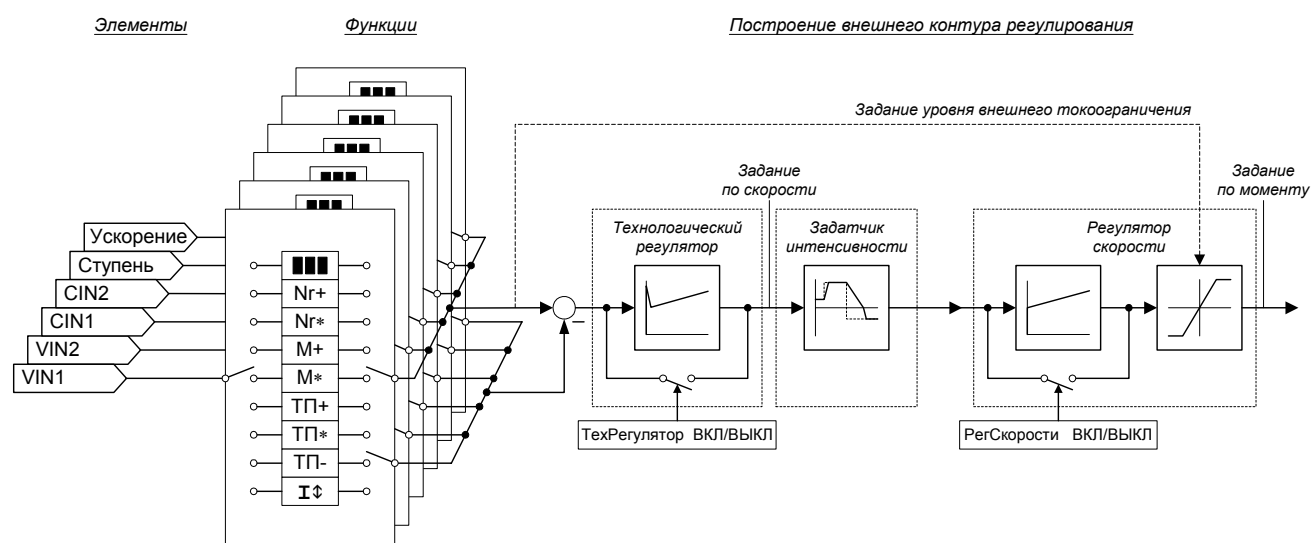 Элементы
Функции
Построение внешнего контура регулирования
Задание уровня внешнего токоограничения
Задание
по скорости
Задание
по моменту
Технологический
регулятор
Задатчик
интенсивности
Регулятор
скорости
Ускорение
Ступень
CIN2
CIN1
VIN2
VIN1
Nr+
Nr*
М+
М*
ТП+
ТП*
ТП-
I⇕
–
ТехРегулятор ВКЛ/ВЫКЛ
РегСкорости ВКЛ/ВЫКЛ